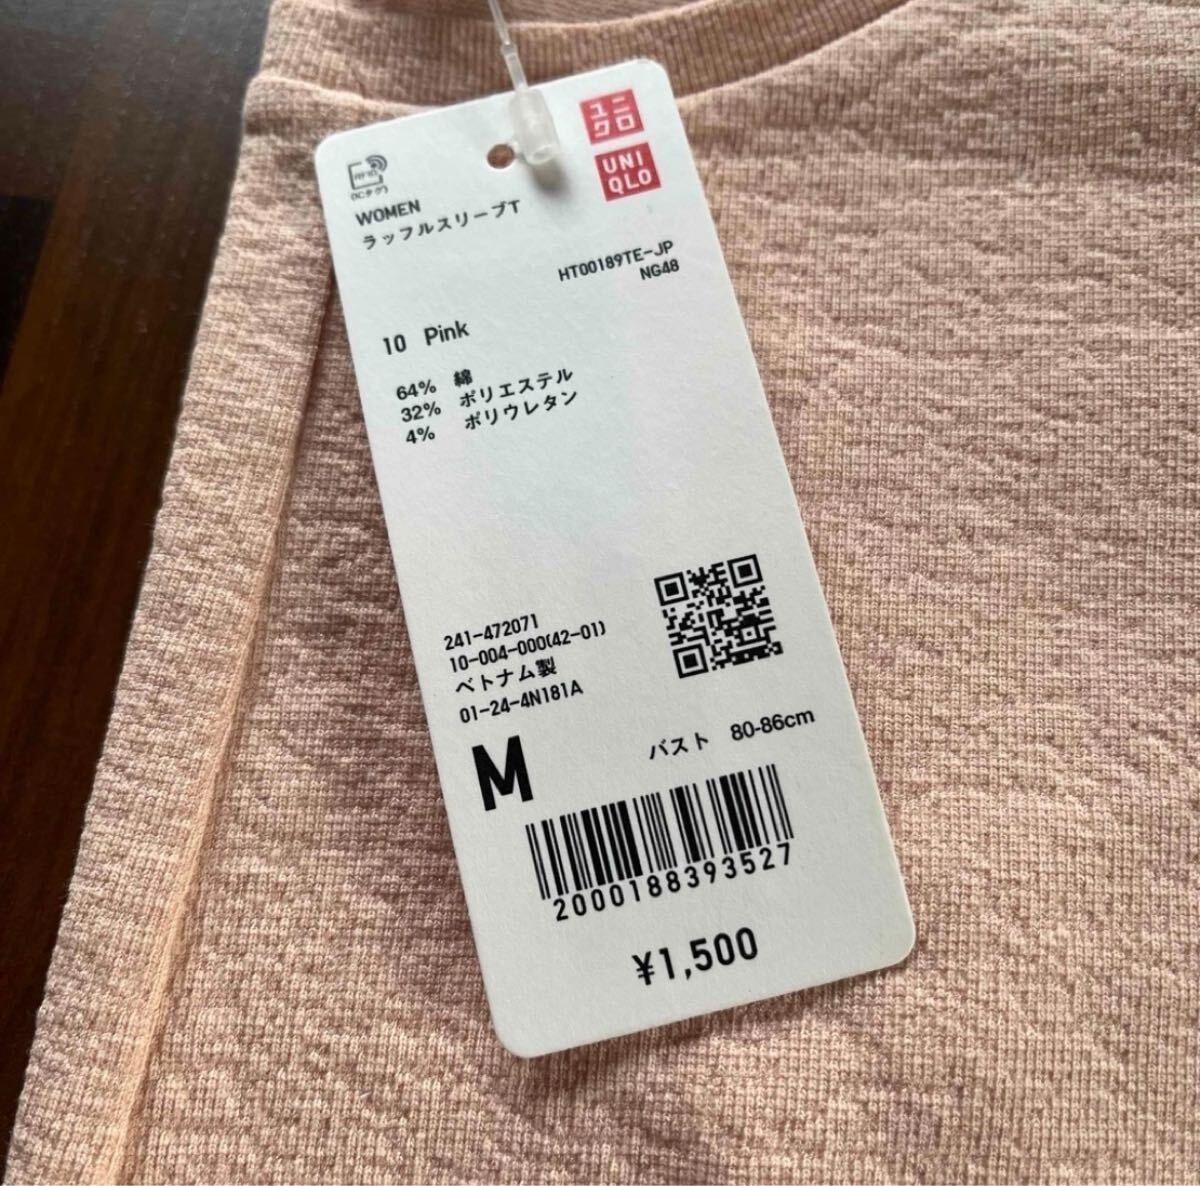 ユニ
クロ
UNI
QLO
RFID
(ICタグ)
WOMEN
ラッフルスリーブT
HT00189TE-JP
NG48
10 Pink
64% 綿
32% ポリエステル
4% ポリウレタン
241-472071
10-004-000(42-01)
ベトナム製
01-24-4N181A
M バスト 80-86cm
2000188393527
¥1,500